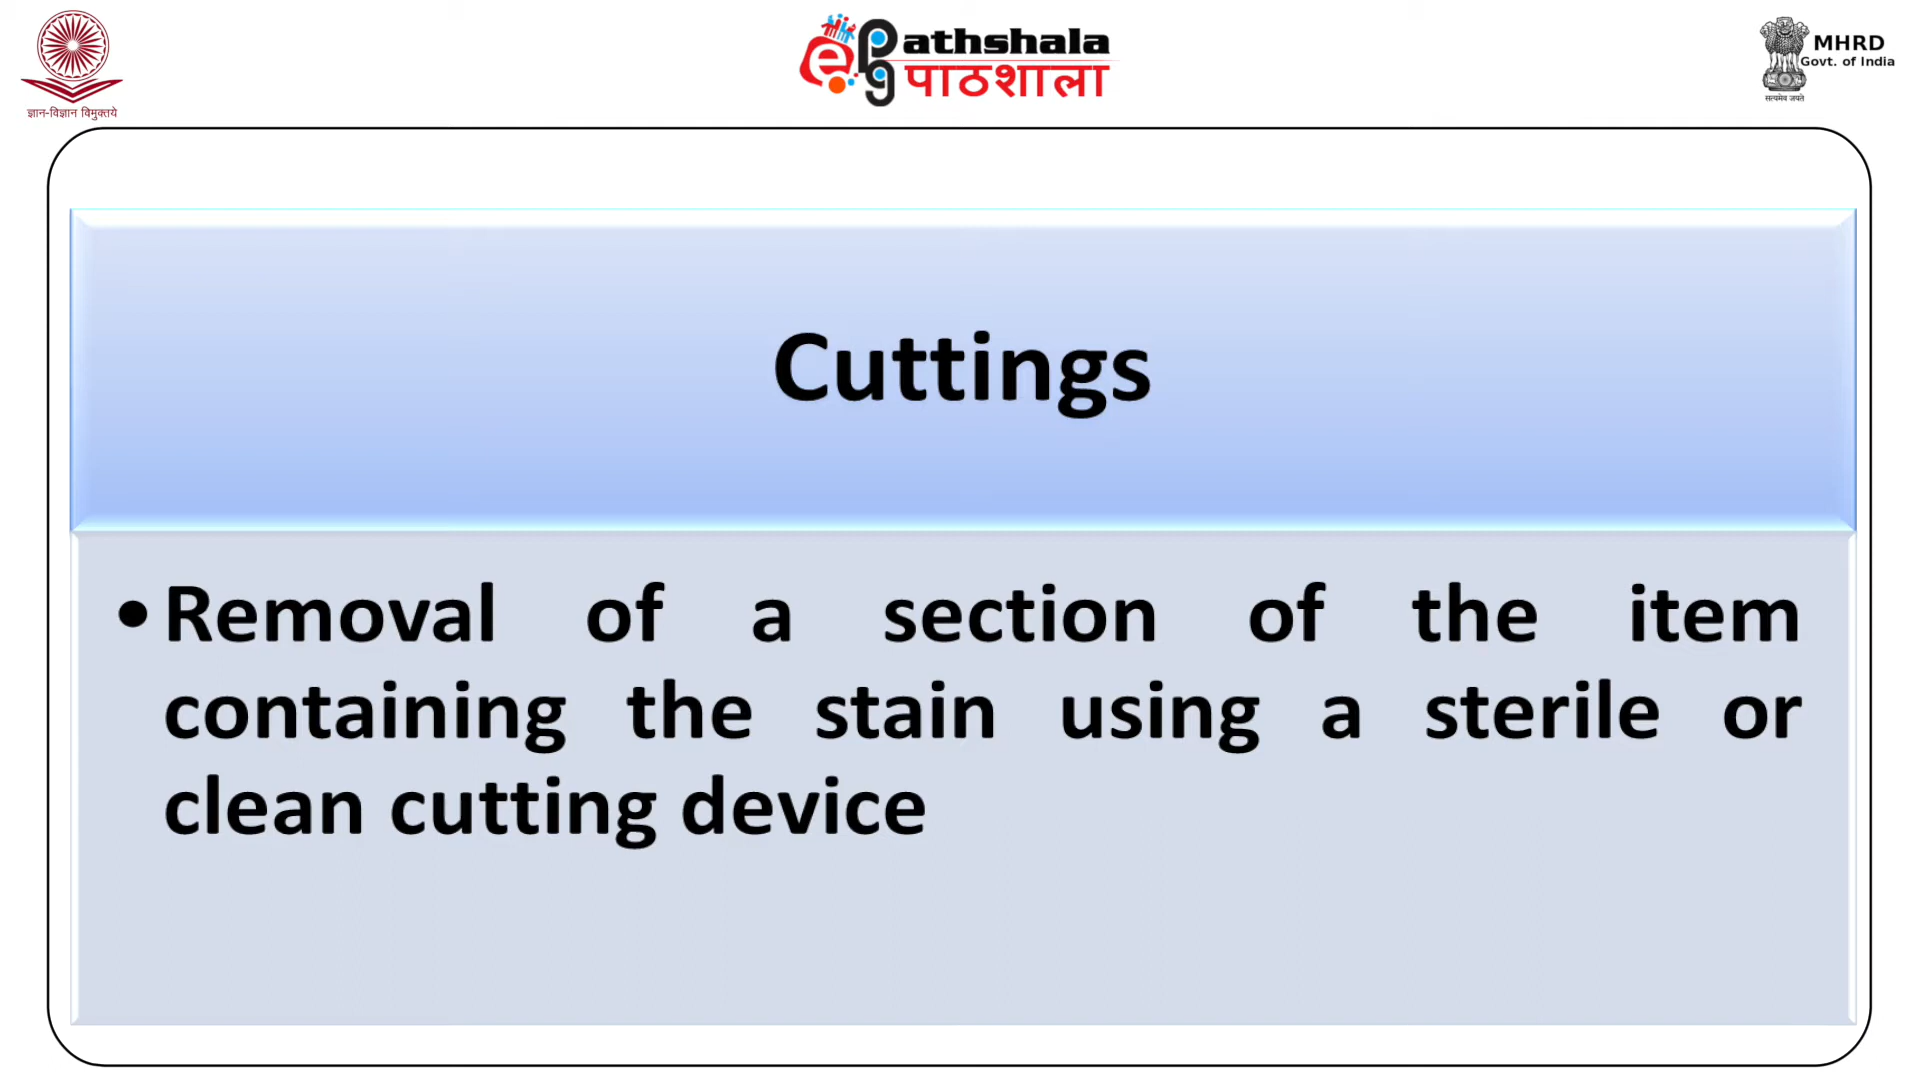 ज्ञान-विज्ञान विमुक्तये
e pg
athshala
पाठशाला
MHRD
Govt. of India
सत्यमेव जयते
Cuttings
•Removal of a section of the item
containing the stain using a sterile or
clean cutting device